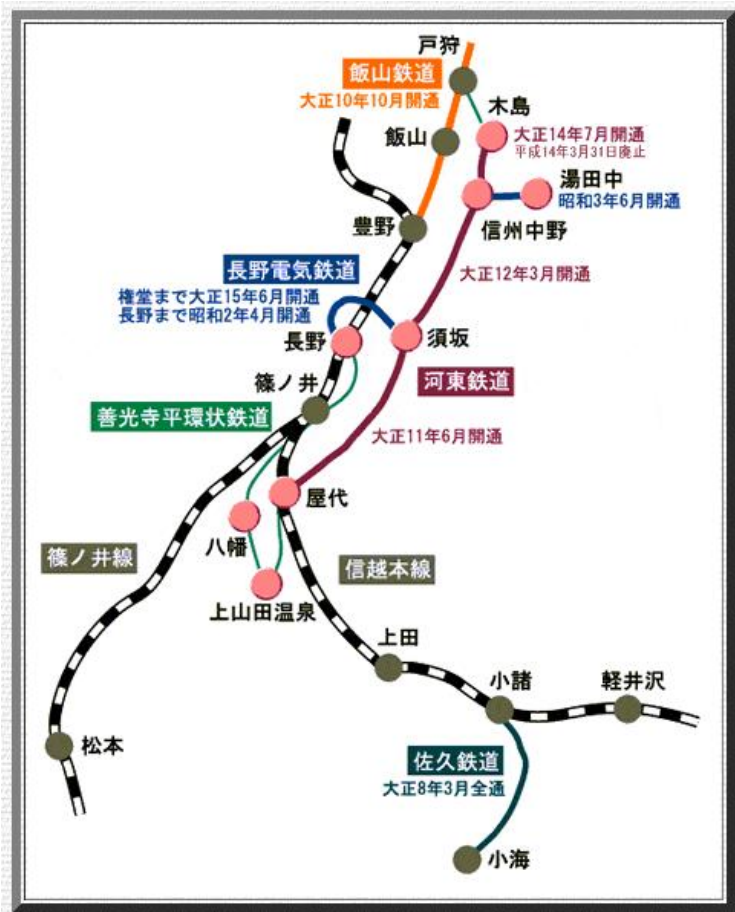 戸狩
飯山鉄道
大正10年10月開通
木島
飯山
大正14年7月開通
平成14年3月31日廃止
湯田中
昭和3年6月開通
豊野
信州中野
長野電気鉄道
大正12年3月開通
権堂まで大正15年6月開通
長野まで昭和2年4月開通
長野
須坂
篠ノ井
河東鉄道
善光寺平環状鉄道
大正11年6月開通
屋代
八幡
篠ノ井線
信越本線
上山田温泉
上田
小諸
軽井沢
松本
佐久鉄道
大正8年3月全通
小海